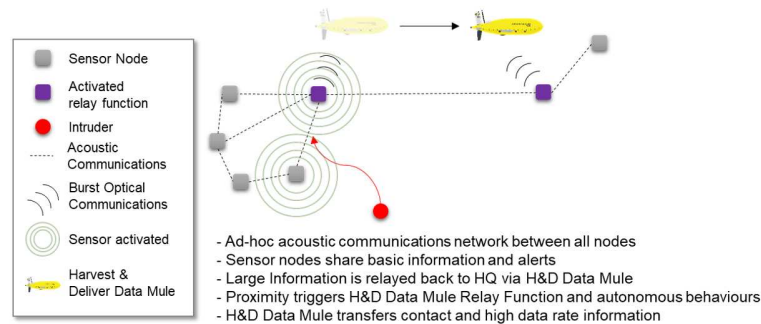 Sensor Node
Activated
relay function
Intruder
Acoustic
Communications
Burst Optical
Communications
Sensor activated
Harvest &
Deliver Data Mule
- Ad-hoc acoustic communications network between all nodes
- Sensor nodes share basic information and alerts
- Large Information is relayed back to HQ via H&D Data Mule
- Proximity triggers H&D Data Mule Relay Function and autonomous behaviours
- H&D Data Mule transfers contact and high data rate information